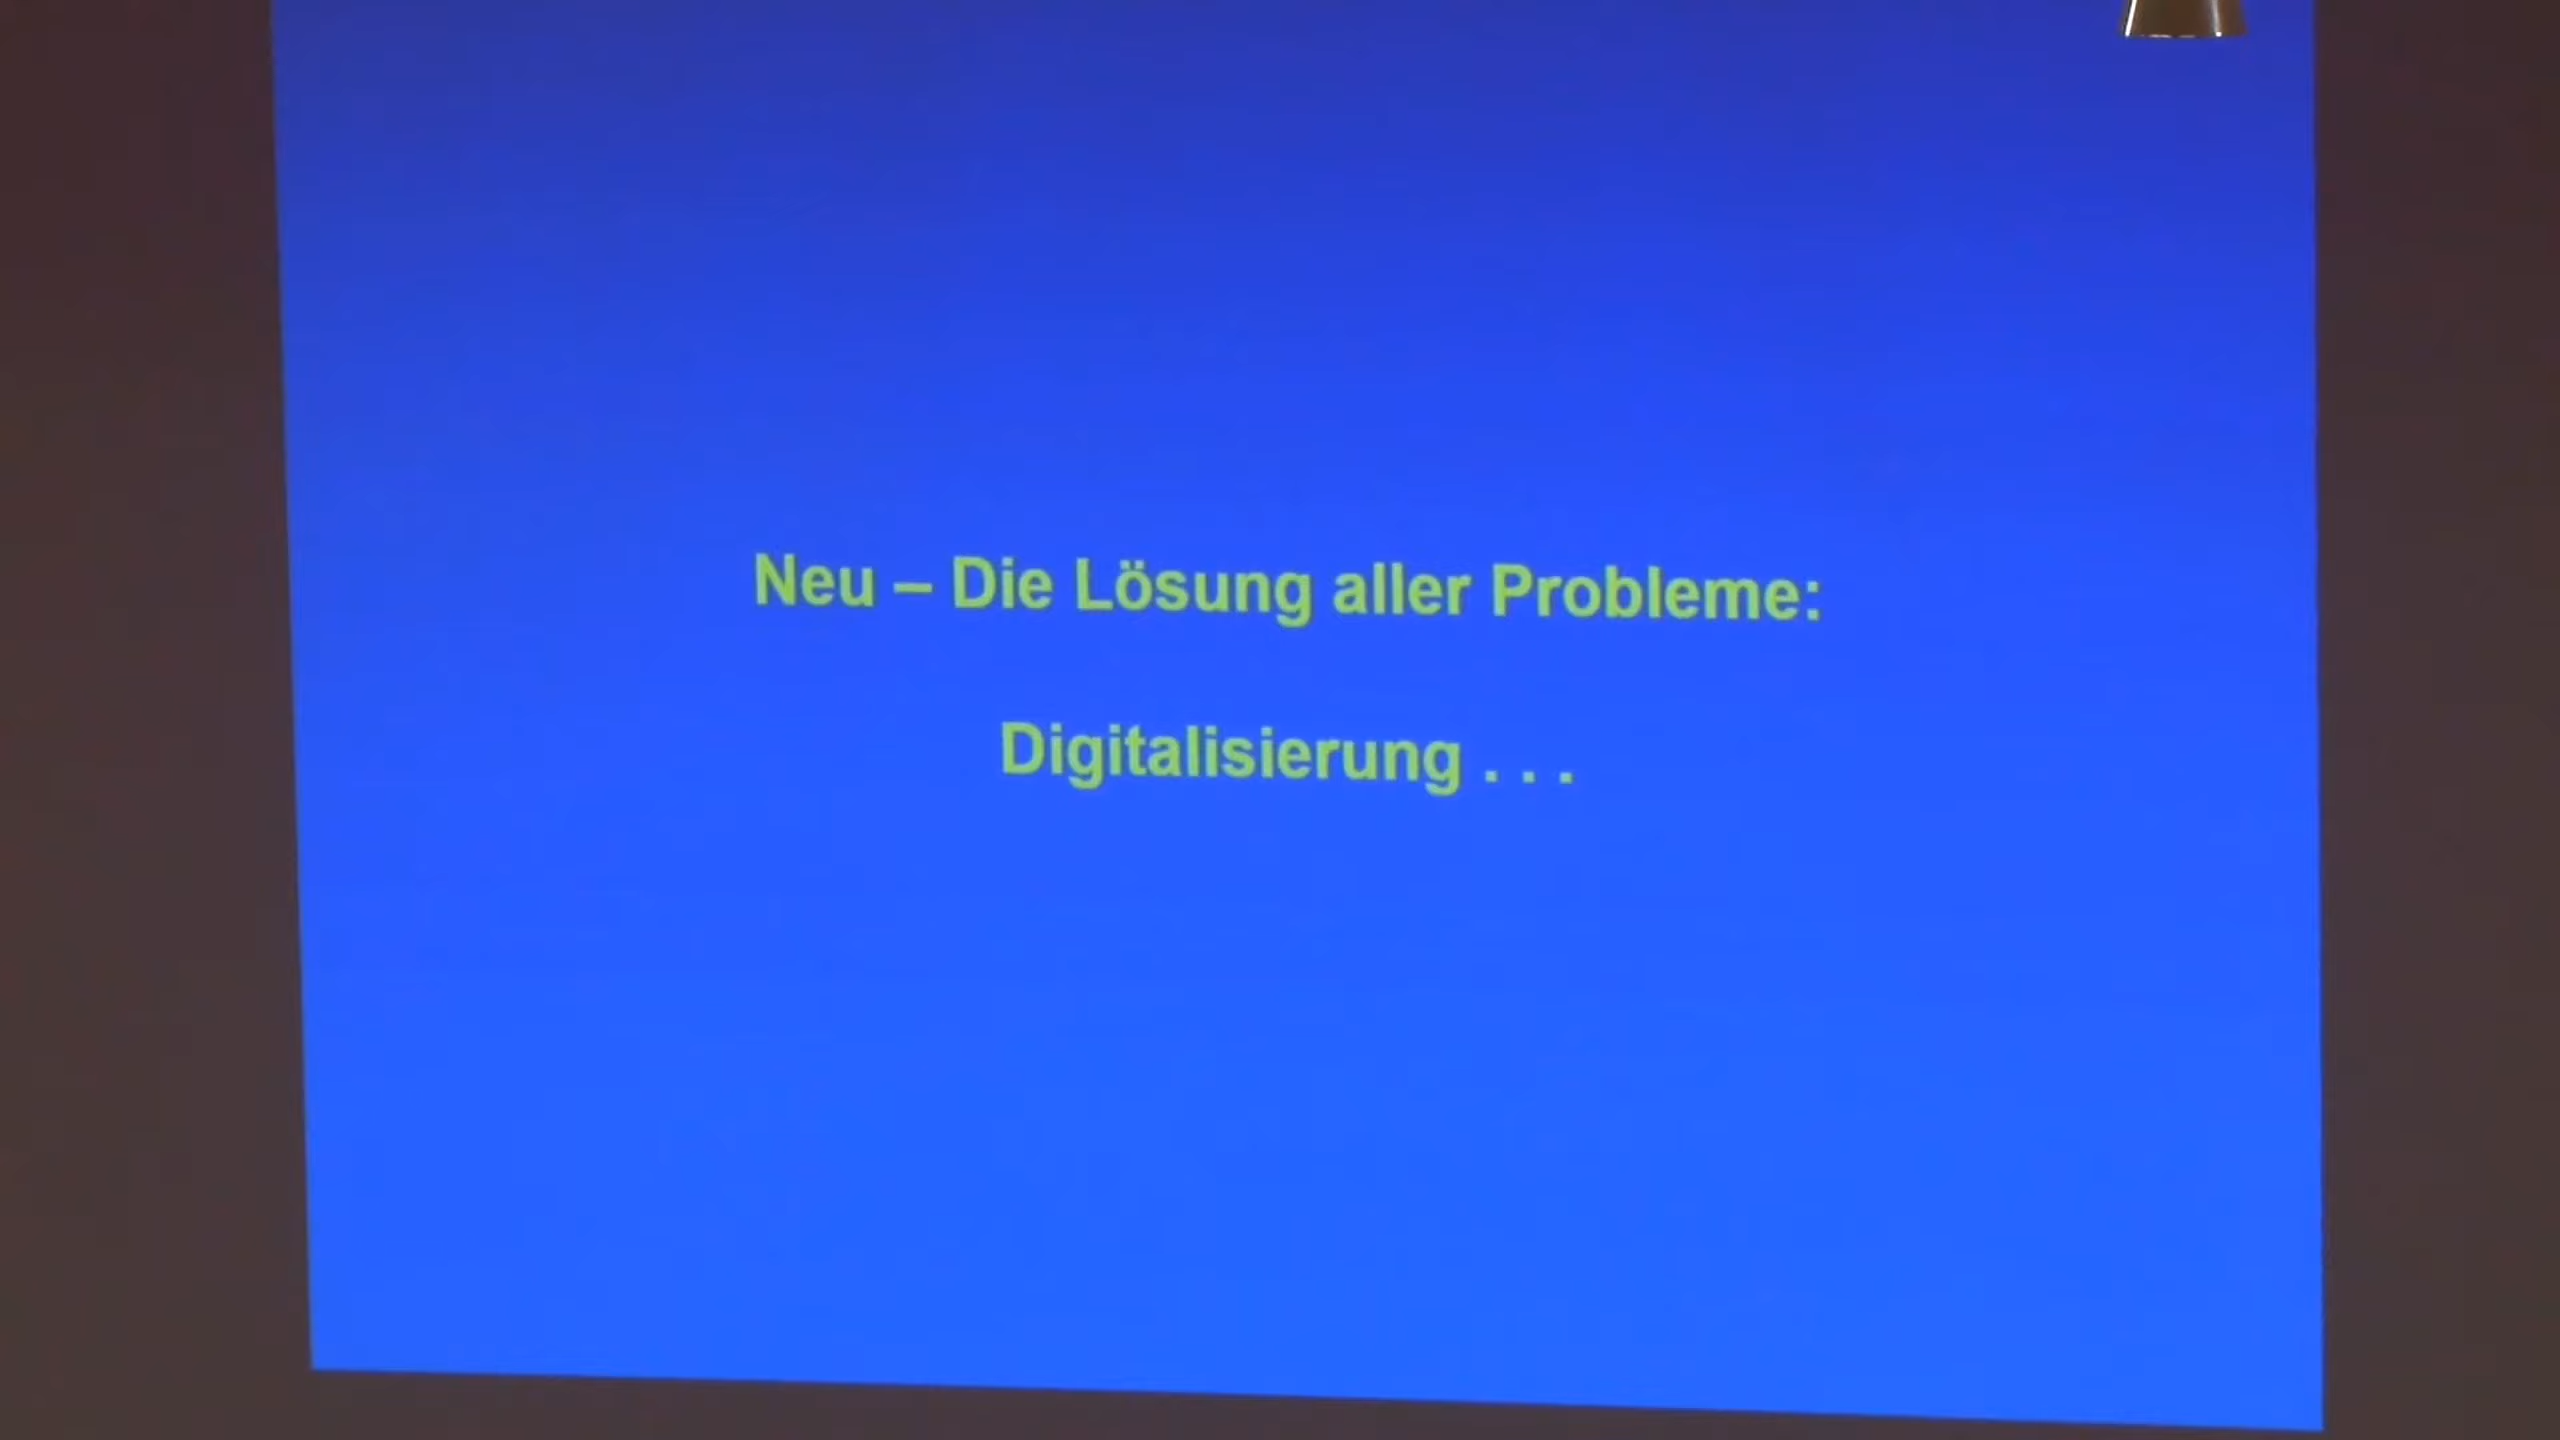 Neu – Die Lösung aller Probleme:
Digitalisierung . . .